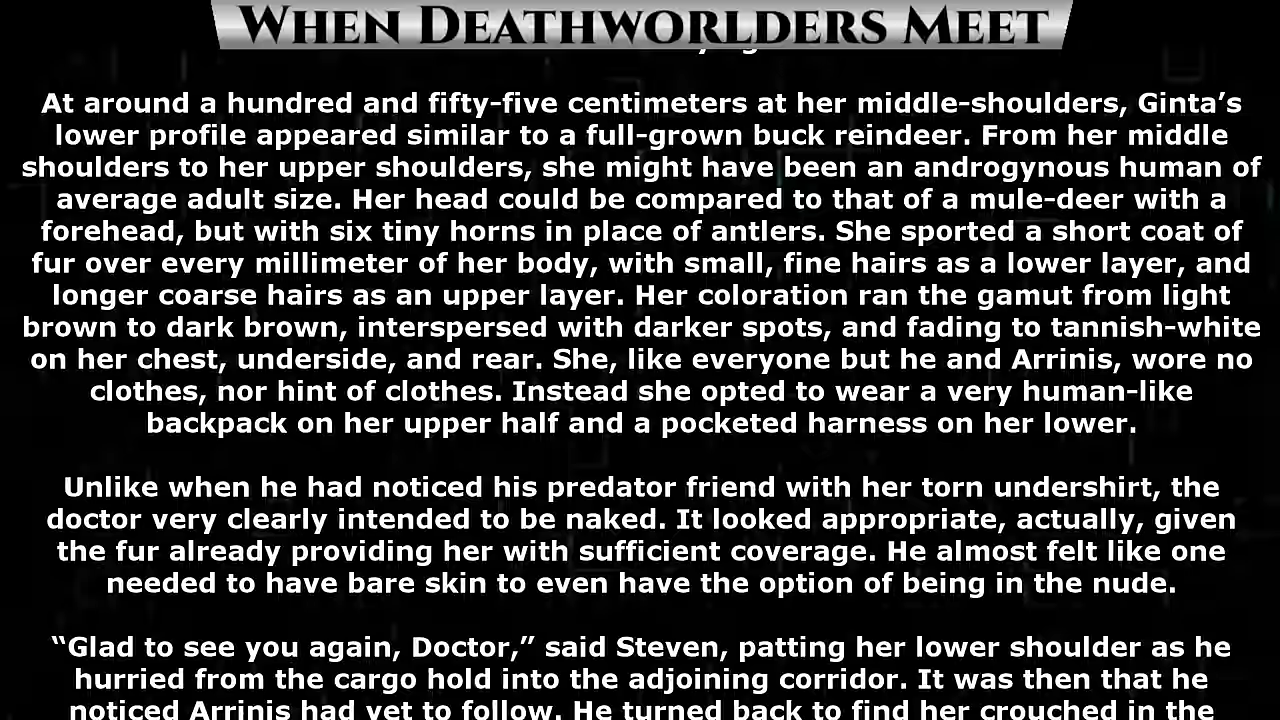 When Deathworlders Meet
At around a hundred and fifty-five centimeters at her middle-shoulders, Ginta’s
lower profile appeared similar to a full-grown buck reindeer. From her middle
shoulders to her upper shoulders, she might have been an androgynous human of
average adult size. Her head could be compared to that of a mule-deer with a
forehead, but with six tiny horns in place of antlers. She sported a short coat of
fur over every millimeter of her body, with small, fine hairs as a lower layer, and
longer coarse hairs as an upper layer. Her coloration ran the gamut from light
brown to dark brown, interspersed with darker spots, and fading to tannish-white
on her chest, underside, and rear. She, like everyone but he and Arrinis, wore no
clothes, nor hint of clothes. Instead she opted to wear a very human-like
backpack on her upper half and a pocketed harness on her lower.
Unlike when he had noticed his predator friend with her torn undershirt, the
doctor very clearly intended to be naked. It looked appropriate, actually, given
the fur already providing her with sufficient coverage. He almost felt like one
needed to have bare skin to even have the option of being in the nude.
“Glad to see you again, Doctor,” said Steven, patting her lower shoulder as he
hurried from the cargo hold into the adjoining corridor. It was then that he
noticed Arrinis had yet to follow. He turned back to find her crouched in the